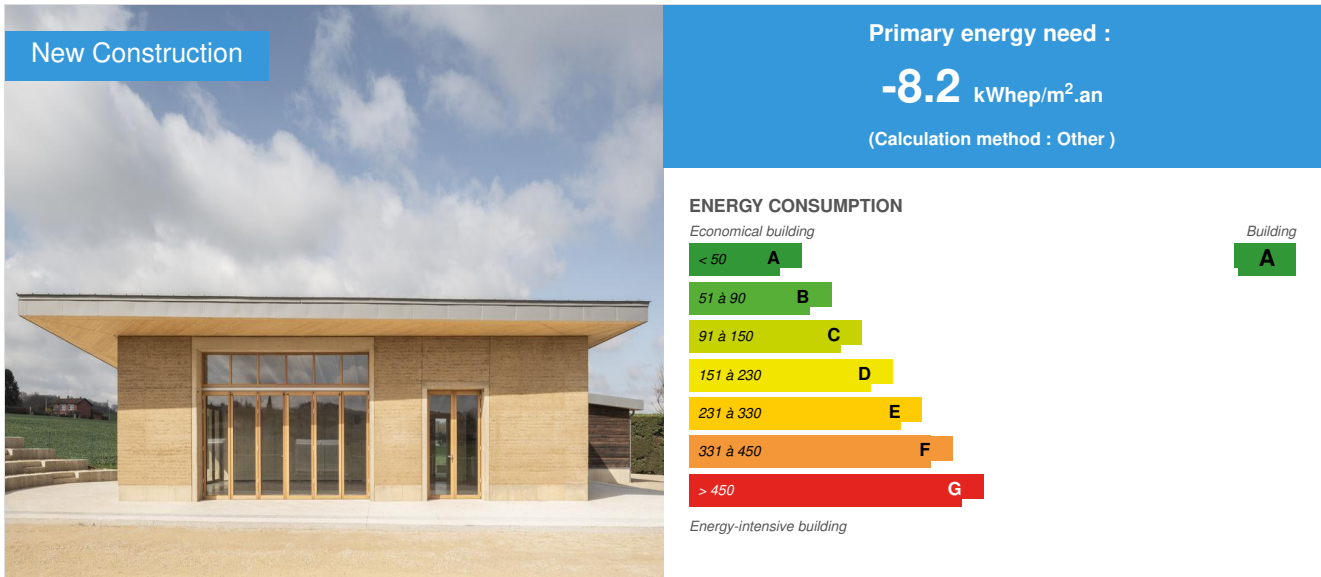 New Construction
Primary energy need :
-8.2 kWhep/m².an
(Calculation method : Other )
ENERGY CONSUMPTION
Economical building
Building
< 50 A
A
51 à 90 B
91 à 150 C
151 à 230 D
231 à 330 E
331 à 450 F
> 450 G
Energy-intensive building